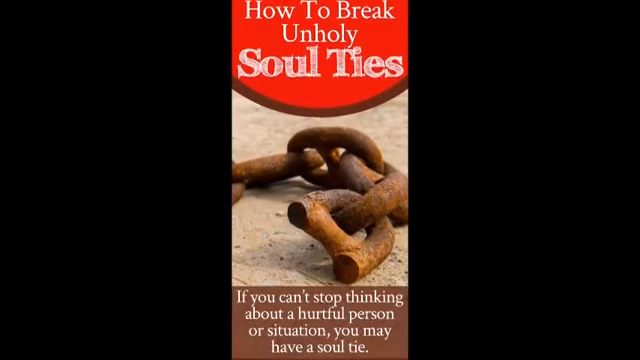 How To Break
Unholy
Soul Ties
If you can't stop thinking
about a hurtful person
or situation, you may
have a soul tie.